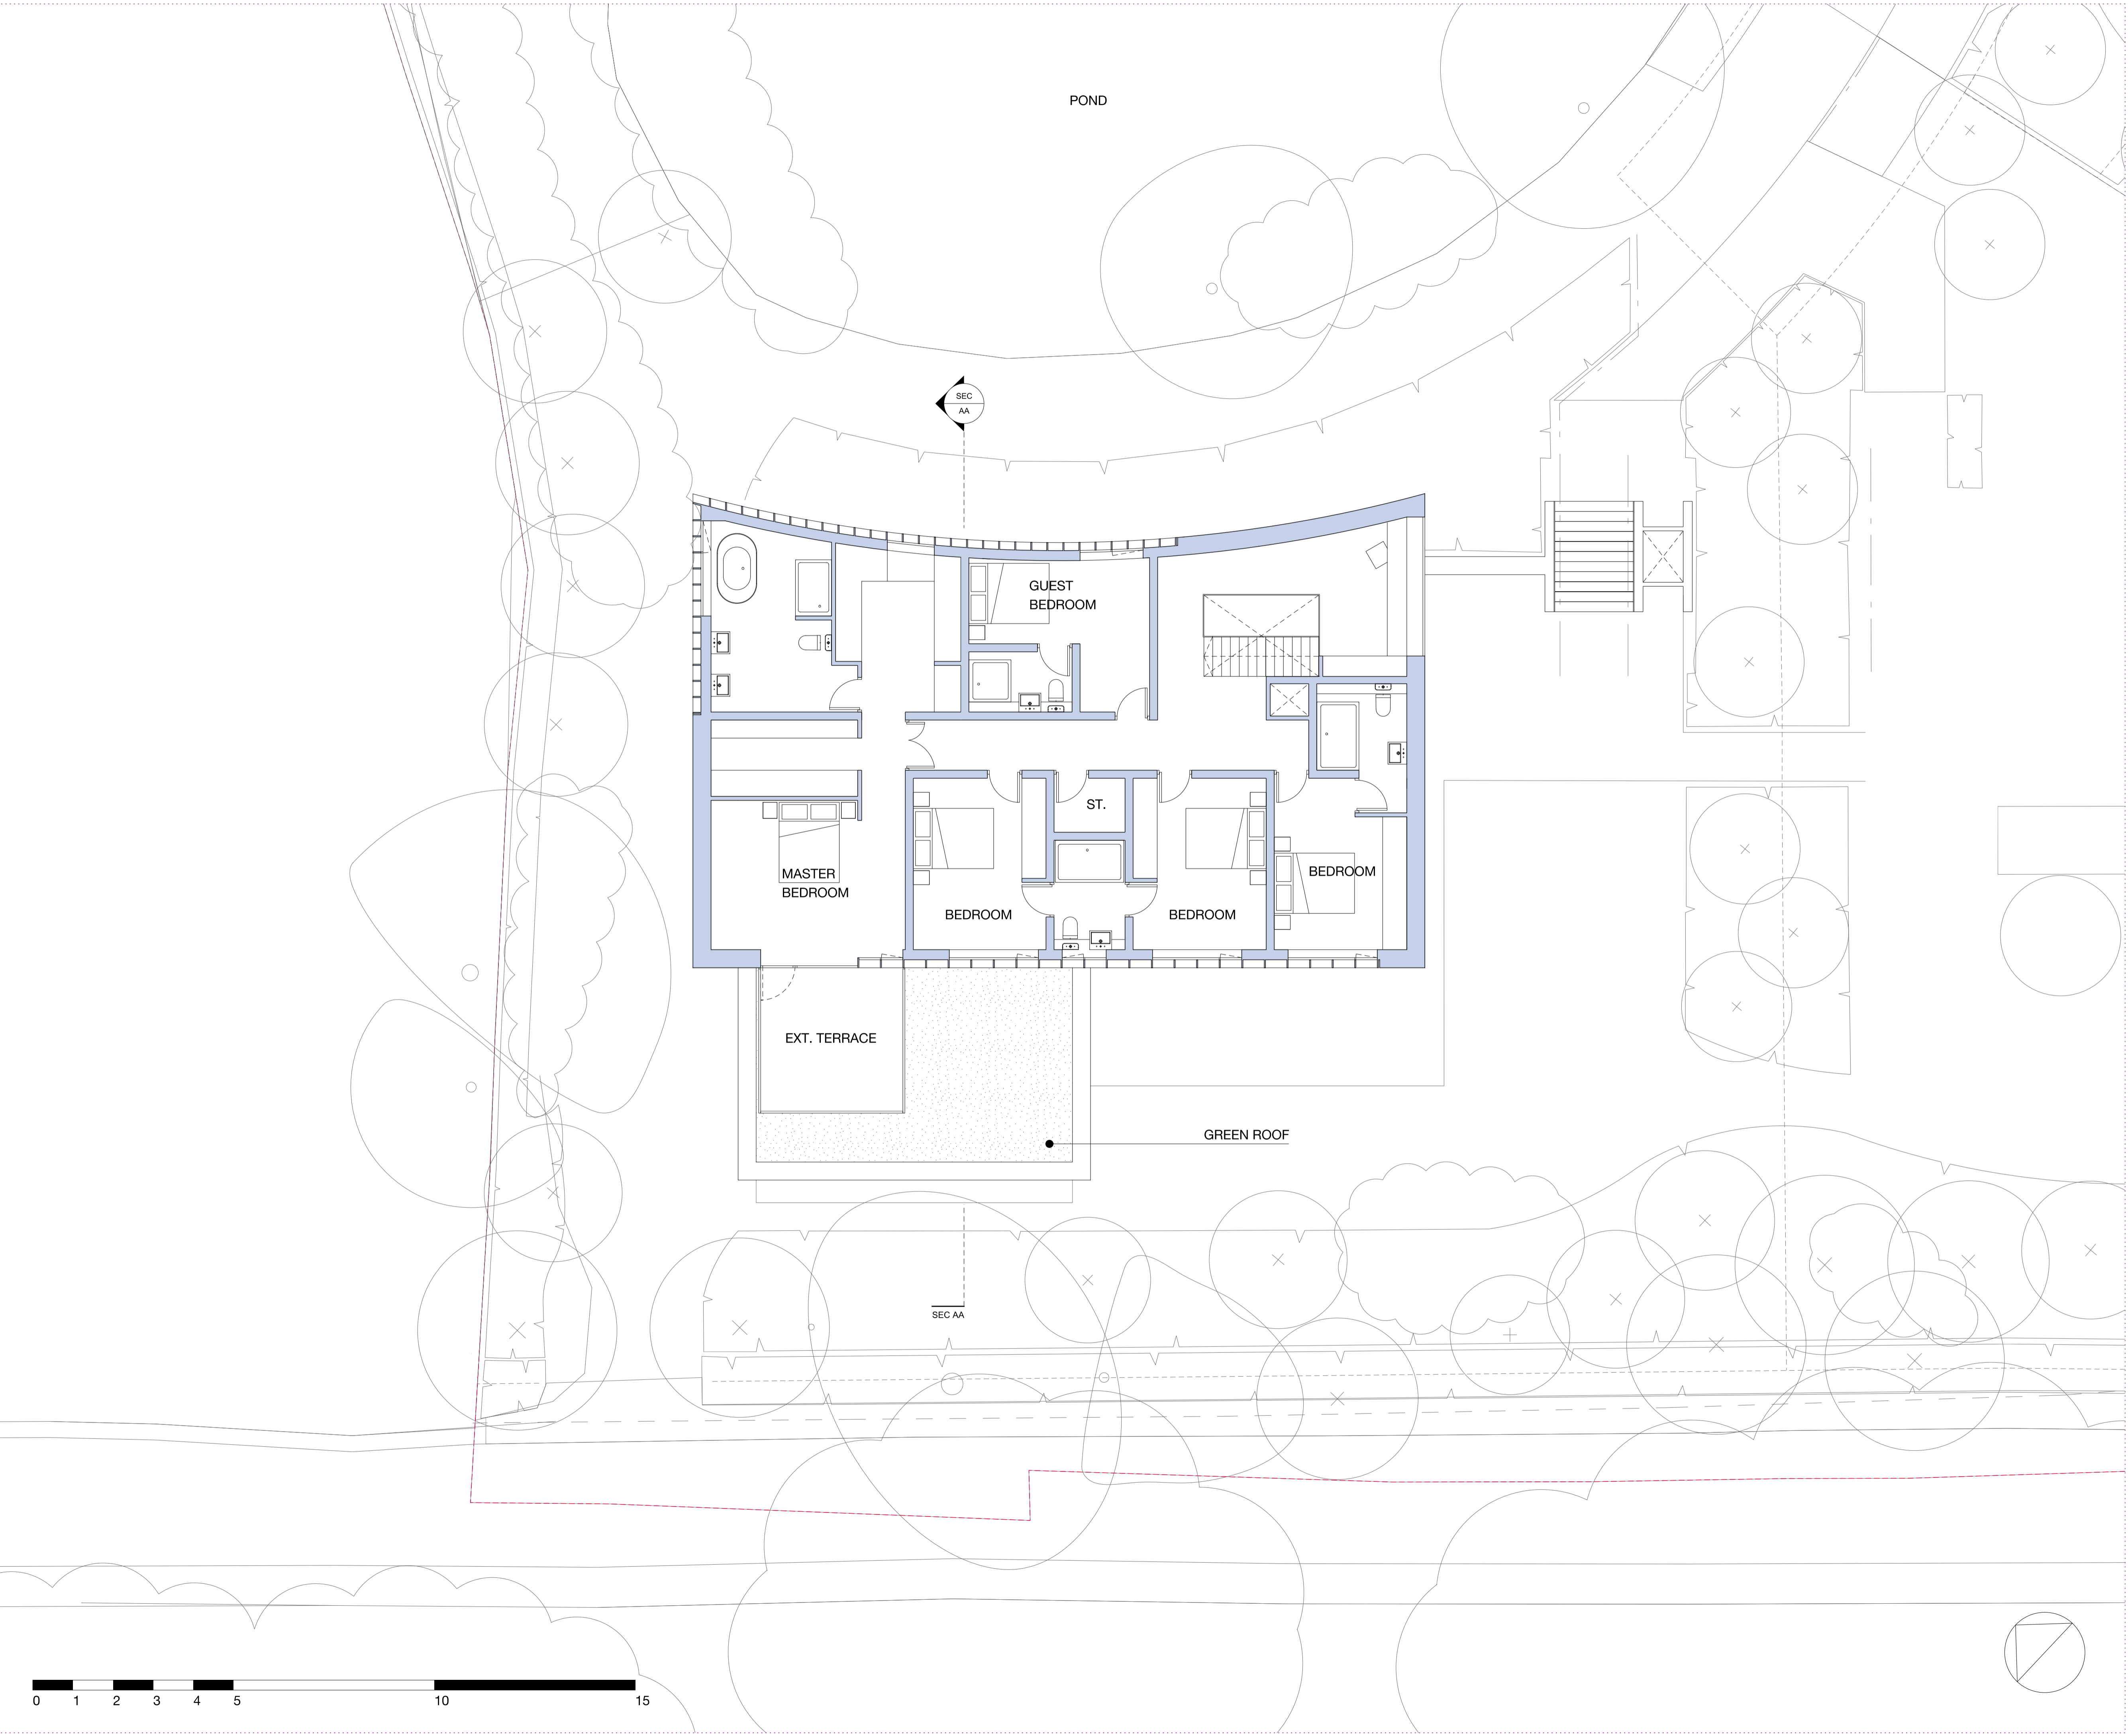 POND
SEC
AA
GUEST
BEDROOM
ST.
MASTER
BEDROOM
BEDROOM
BEDROOM
BEDROOM
EXT. TERRACE
GREEN ROOF
SEC AA
0 1 2 3 4 5 10 15